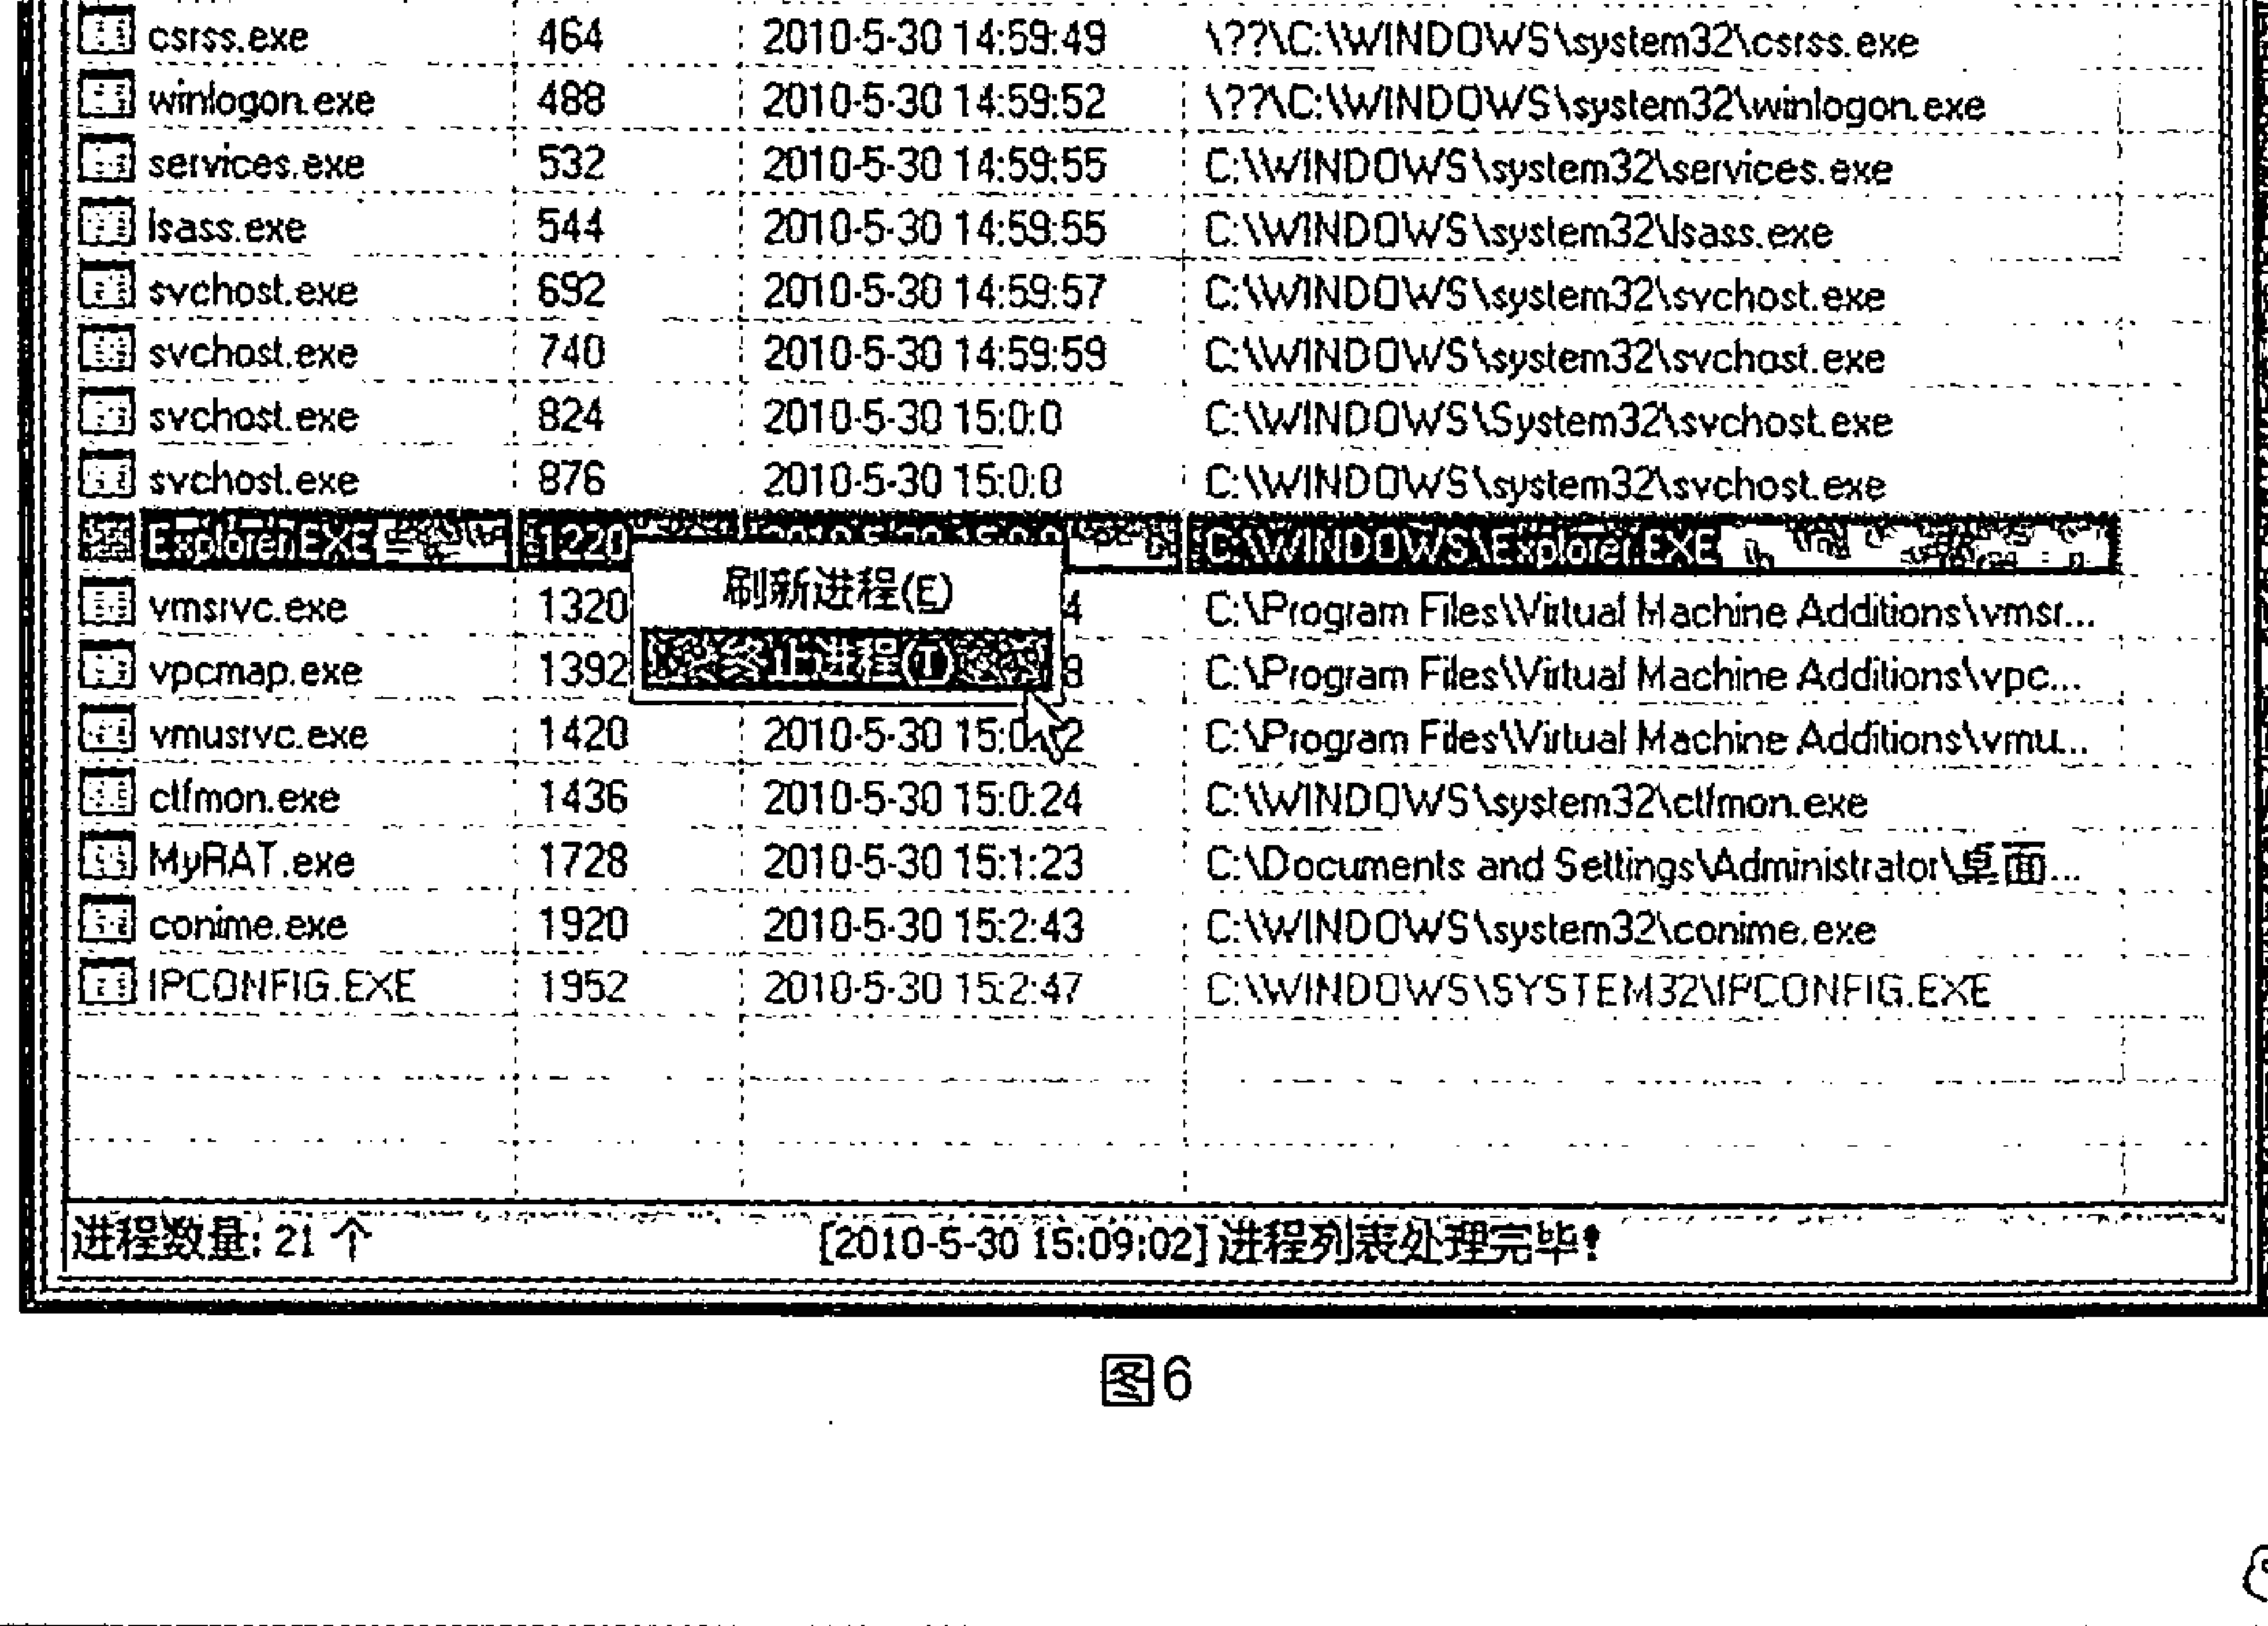 csrss.exe 464 2010-5-30 14:59:49 \??\C:\WINDOWS\system32\csrss.exe
winlogon.exe 488 2010-5-30 14:59:52 \??\C:\WINDOWS\system32\winlogon.exe
services.exe 532 2010-5-30 14:59:55 C:\WINDOWS\system32\services.exe
lsass.exe 544 2010-5-30 14:59:55 C:\WINDOWS\system32\lsass.exe
svchost.exe 692 2010-5-30 14:59:57 C:\WINDOWS\system32\svchost.exe
svchost.exe 740 2010-5-30 14:59:59 C:\WINDOWS\system32\svchost.exe
svchost.exe 824 2010-5-30 15:0:0 C:\WINDOWS\System32\svchost.exe
svchost.exe 876 2010-5-30 15:0:0 C:\WINDOWS\system32\svchost.exe
Explorer.EXE 1220 C:\WINDOWS\Explorer.EXE
刷新进程(E)
vmsrvc.exe 1320 4 C:\Program Files\Virtual Machine Additions\vmsr...
终止进程(T)
vpcmap.exe 1392 8 C:\Program Files\Virtual Machine Additions\vpc...
vmusrvc.exe 1420 2010-5-30 15:0: 2 C:\Program Files\Virtual Machine Additions\vmu...
ctfmon.exe 1436 2010-5-30 15:0:24 C:\WINDOWS\system32\ctfmon.exe
MyRAT.exe 1728 2010-5-30 15:1:23 C:\Documents and Settings\Administrator\桌面...
conime.exe 1920 2010-5-30 15:2:43 C:\WINDOWS\system32\conime.exe
IPCONFIG.EXE 1952 2010-5-30 15:2:47 C:\WINDOWS\SYSTEM32\IPCONFIG.EXE
进程数量: 21 个 [2010-5-30 15:09:02] 进程列表处理完毕!
图6